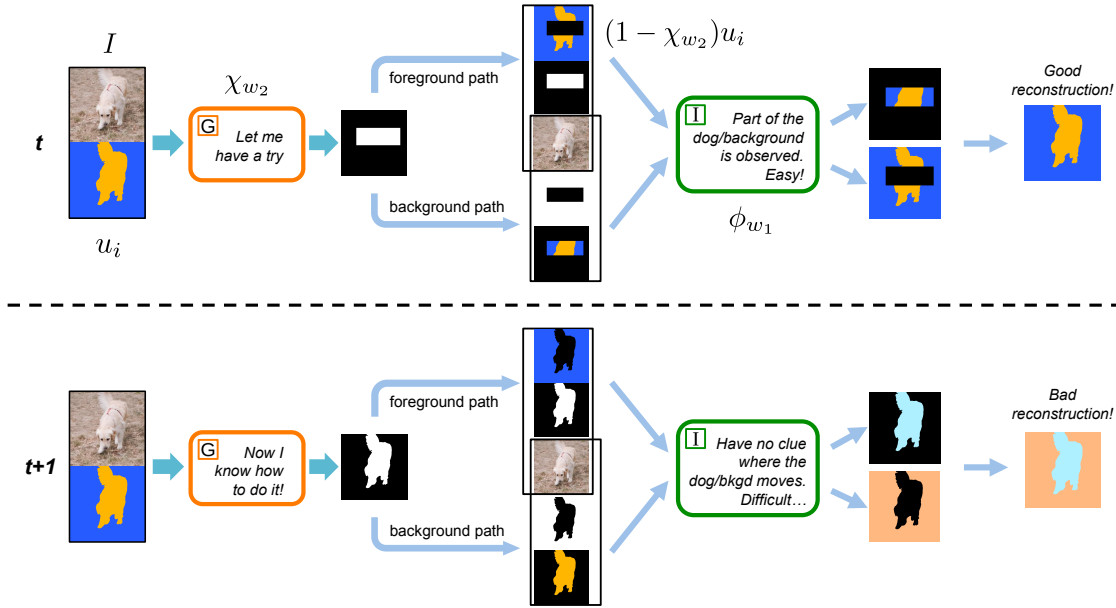 I
χ_{w_2}
(1 − χ_{w_2})u_i
foreground path
t
G
Let me
have a try
I
Part of the
dog/background
is observed.
Easy!
Good
reconstruction!
background path
u_i
ϕ_{w_1}
foreground path
t+1
G
Now I
know how
to do it!
I
Have no clue
where the
dog/bkgd moves.
Difficult…
Bad
reconstruction!
background path